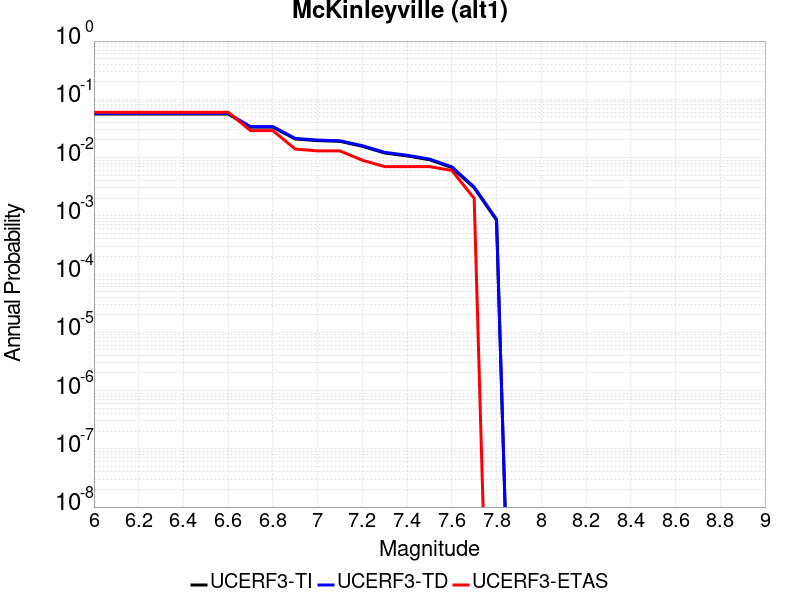 McKinleyville (alt1)
10^0
10^-1
10^-2
10^-3
10^-4
10^-5
10^-6
10^-7
10^-8
Annual Probability
6 6.2 6.4 6.6 6.8 7 7.2 7.4 7.6 7.8 8 8.2 8.4 8.6 8.8 9
Magnitude
UCERF3-TI UCERF3-TD UCERF3-ETAS